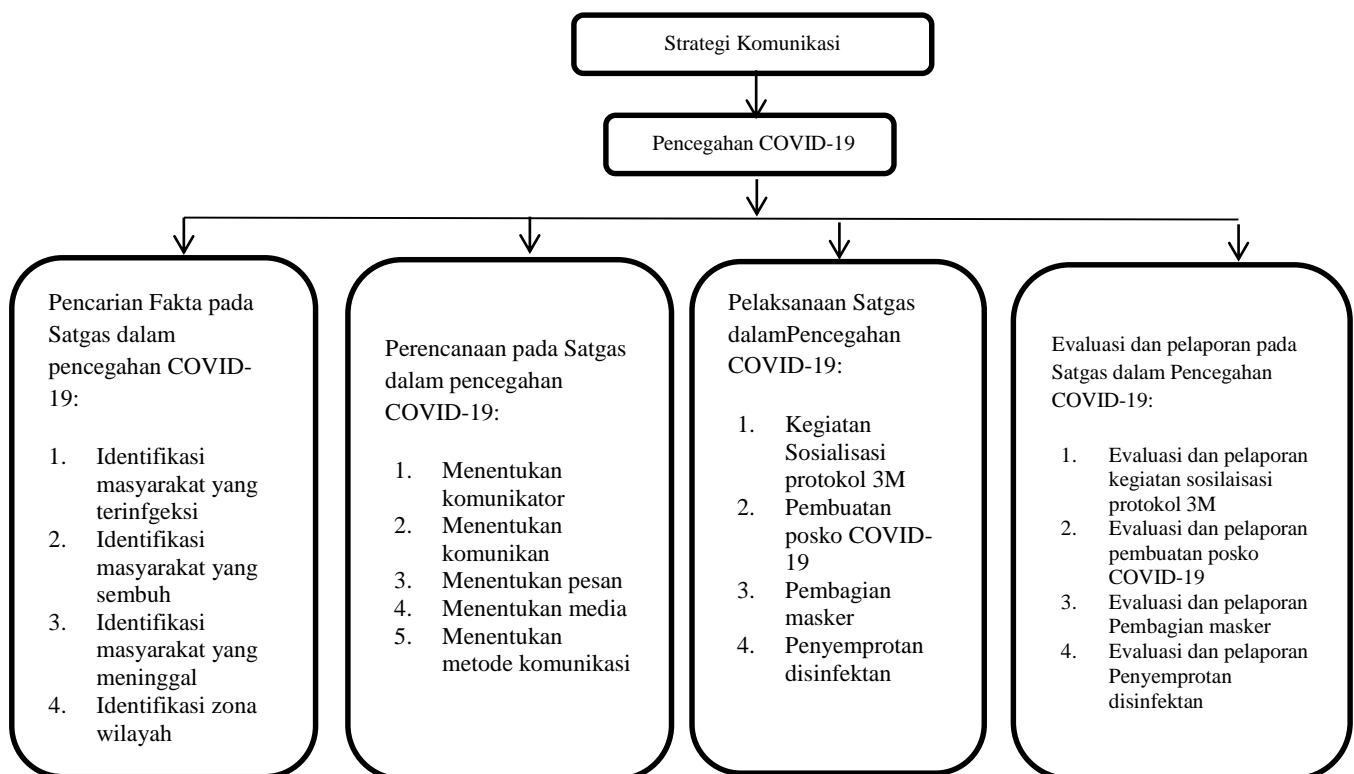 Strategi Komunikasi
Pencegahan COVID-19
Pencarian Fakta pada
Satgas dalam
pencegahan COVID-
19:
1. Identifikasi
masyarakat yang
terinfgeksi
2. Identifikasi
masyarakat yang
sembuh
3. Identifikasi
masyarakat yang
meninggal
4. Identifikasi zona
wilayah
Perencanaan pada Satgas
dalam pencegahan
COVID-19:
1. Menentukan
komunikator
2. Menentukan
komunikan
3. Menentukan pesan
4. Menentukan media
5. Menentukan
metode komunikasi
Pelaksanaan Satgas
dalamPencegahan
COVID-19:
1. Kegiatan
Sosialisasi
protokol 3M
2. Pembuatan
posko COVID-
19
3. Pembagian
masker
4. Penyemprotan
disinfektan
Evaluasi dan pelaporan pada
Satgas dalam Pencegahan
COVID-19:
1. Evaluasi dan pelaporan
kegiatan sosilaisasi
protokol 3M
2. Evaluasi dan pelaporan
pembuatan posko
COVID-19
3. Evaluasi dan pelaporan
Pembagian masker
4. Evaluasi dan pelaporan
Penyemprotan
disinfektan